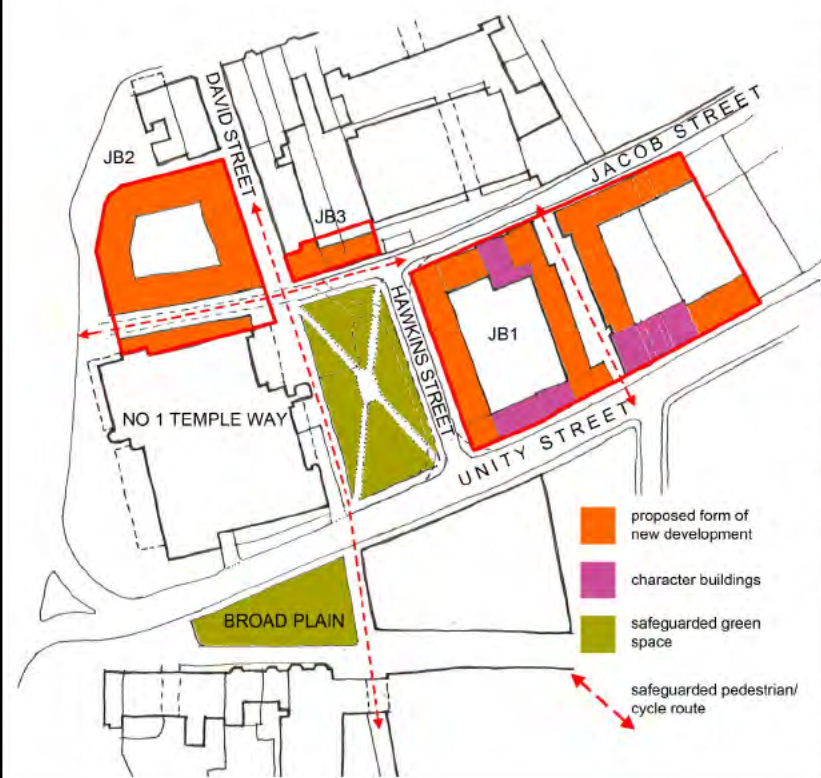 DAVID STREET
JB2
JACOB STREET
JB3
HAWKINS STREET
JB1
NO 1 TEMPLE WAY
UNITY STREET
proposed form of
new development
character buildings
safeguarded green
space
BROAD PLAIN
safeguarded pedestrian/
cycle route